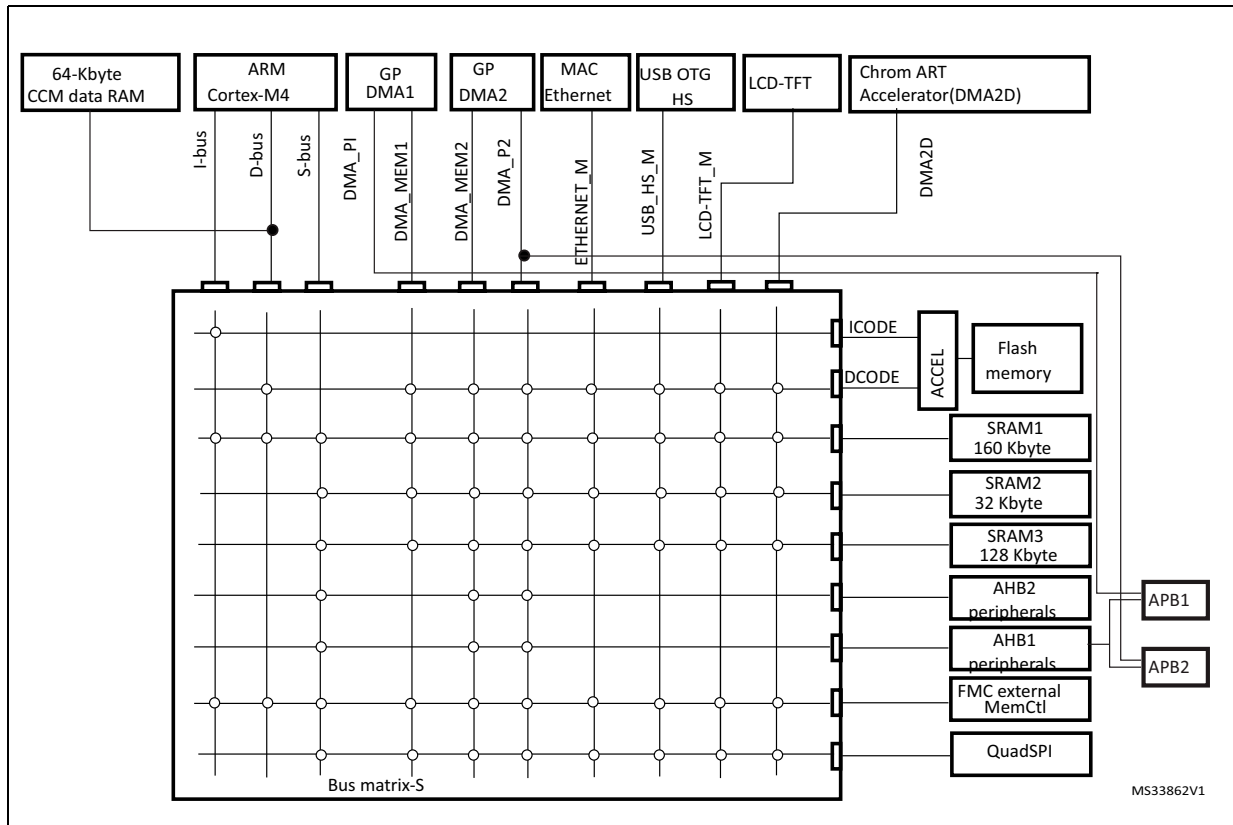 64-Kbyte
CCM data RAM
ARM
Cortex-M4
GP
DMA1
GP
DMA2
MAC
Ethernet
USB OTG
HS
LCD-TFT
Chrom ART
Accelerator(DMA2D)
I-bus
D-bus
S-bus
DMA_PI
DMA_MEM1
DMA_MEM2
DMA_P2
ETHERNET_M
USB_HS_M
LCD-TFT_M
DMA2D
ICODE
DCODE
ACCEL
Flash
memory
SRAM1
160 Kbyte
SRAM2
32 Kbyte
SRAM3
128 Kbyte
AHB2
peripherals
AHB1
peripherals
FMC external
MemCtl
QuadSPI
APB1
APB2
Bus matrix-S
MS33862V1